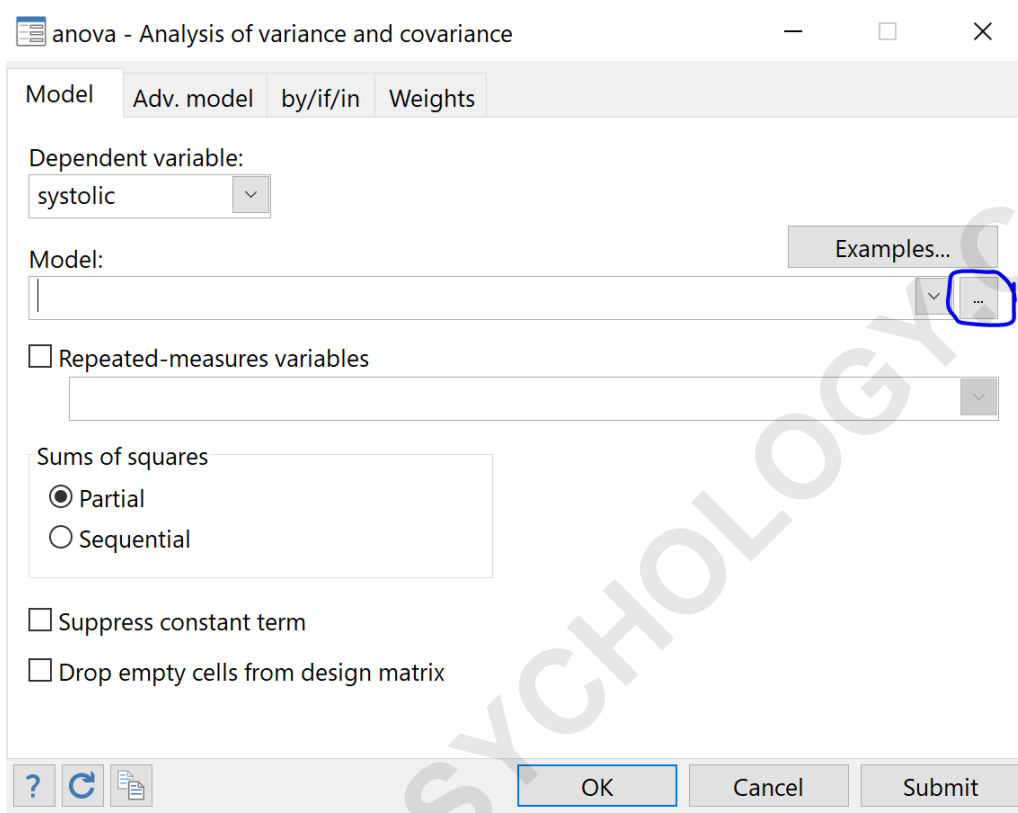 anova - Analysis of variance and covariance
Model Adv. model by/if/in Weights
Dependent variable:
systolic
Examples...
Model:
...
Repeated-measures variables
Sums of squares
Partial
Sequential
Suppress constant term
Drop empty cells from design matrix
? OK Cancel Submit
SYCHOLOGY.C